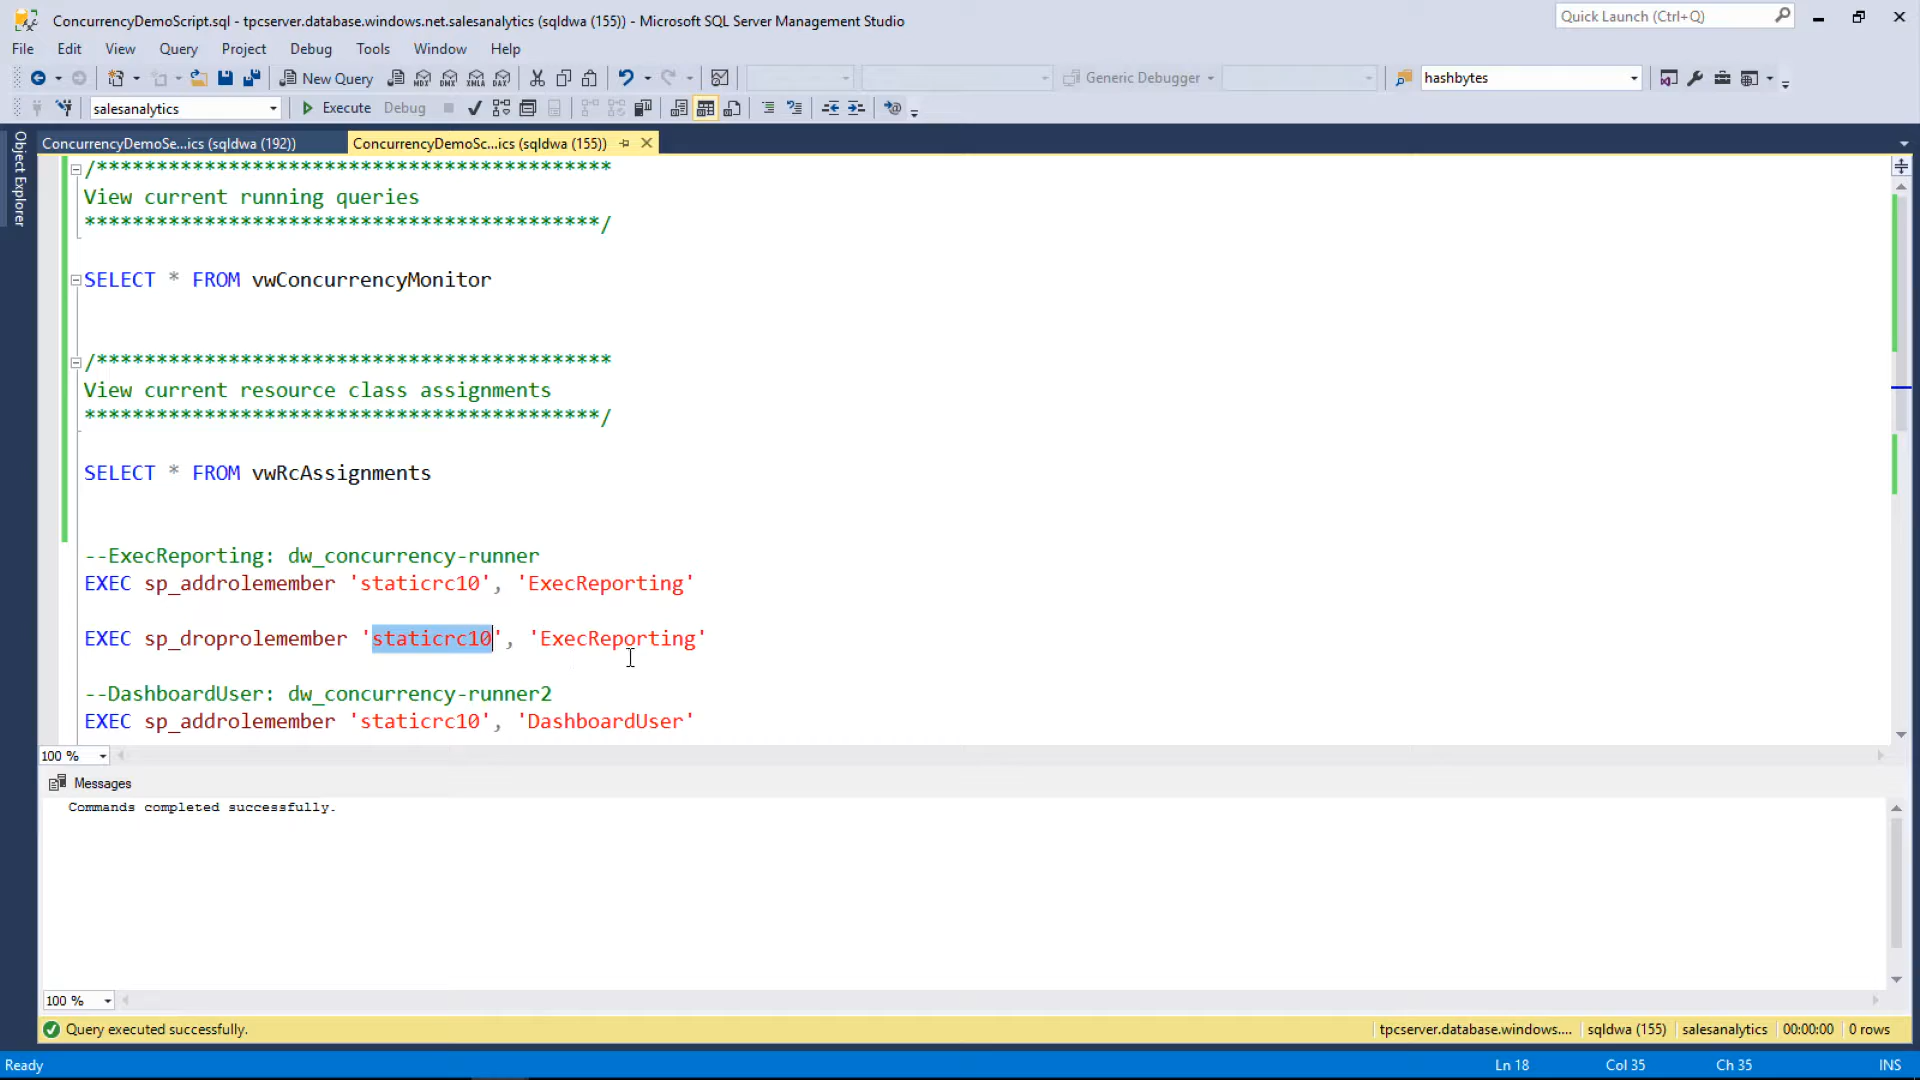 ConcurrencyDemoScript.sql - tpcserver.database.windows.net.salesanalytics (sqldwa (155)) - Microsoft SQL Server Management Studio
Quick Launch (Ctrl+Q)
File Edit View Query Project Debug Tools Window Help
New Query MDX DMX XMLA DAX Generic Debugger hashbytes
salesanalytics Execute Debug
Object Explorer
ConcurrencyDemoSe...ics (sqldwa (192)) ConcurrencyDemoSc...ics (sqldwa (155))
/******************************************
View current running queries
*******************************************/
SELECT * FROM vwConcurrencyMonitor
/******************************************
View current resource class assignments
*******************************************/
SELECT * FROM vwRcAssignments
--ExecReporting: dw_concurrency-runner
EXEC sp_addrolemember 'staticrc10', 'ExecReporting'
EXEC sp_droprolemember 'staticrc10', 'ExecReporting'
--DashboardUser: dw_concurrency-runner2
EXEC sp_addrolemember 'staticrc10', 'DashboardUser'
100 %
Messages
Commands completed successfully.
100 %
Query executed successfully. tpcserver.database.windows.... sqldwa (155) salesanalytics 00:00:00 0 rows
Ready Ln 18 Col 35 Ch 35 INS